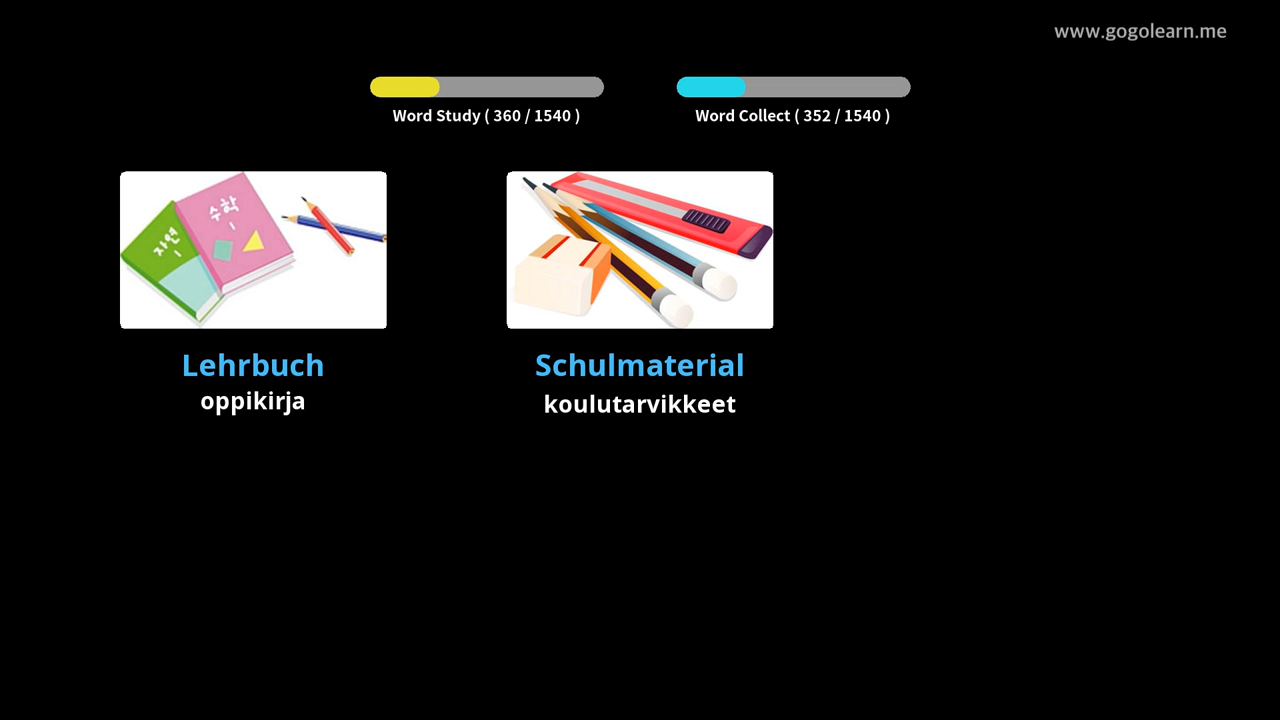 www.gogolearn.me
Word Study ( 360 / 1540 )
Word Collect ( 352 / 1540 )
자연
수학
Lehrbuch
oppikirja
Schulmaterial
koulutarvikkeet